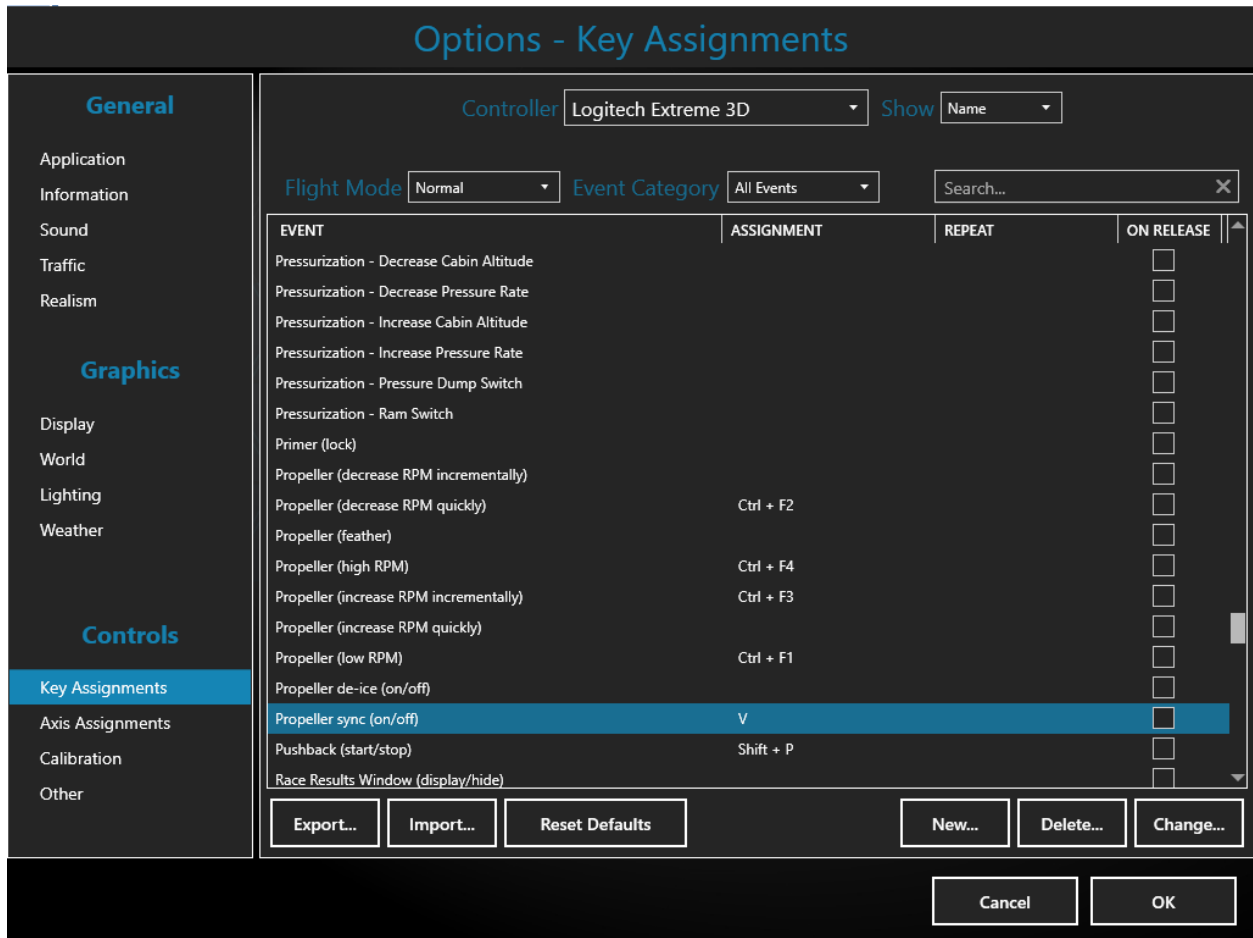 Options - Key Assignments
General
Application
Information
Sound
Traffic
Realism
Graphics
Display
World
Lighting
Weather
Controls
Key Assignments
Axis Assignments
Calibration
Other
Controller Logitech Extreme 3D Show Name
Flight Mode Normal Event Category All Events Search...
EVENT ASSIGNMENT REPEAT ON RELEASE
Pressurization - Decrease Cabin Altitude
Pressurization - Decrease Pressure Rate
Pressurization - Increase Cabin Altitude
Pressurization - Increase Pressure Rate
Pressurization - Pressure Dump Switch
Pressurization - Ram Switch
Primer (lock)
Propeller (decrease RPM incrementally)
Propeller (decrease RPM quickly) Ctrl + F2
Propeller (feather)
Propeller (high RPM) Ctrl + F4
Propeller (increase RPM incrementally) Ctrl + F3
Propeller (increase RPM quickly)
Propeller (low RPM) Ctrl + F1
Propeller de-ice (on/off)
Propeller sync (on/off) V
Pushback (start/stop) Shift + P
Race Results Window (display/hide)
Export... Import... Reset Defaults New... Delete... Change...
Cancel OK